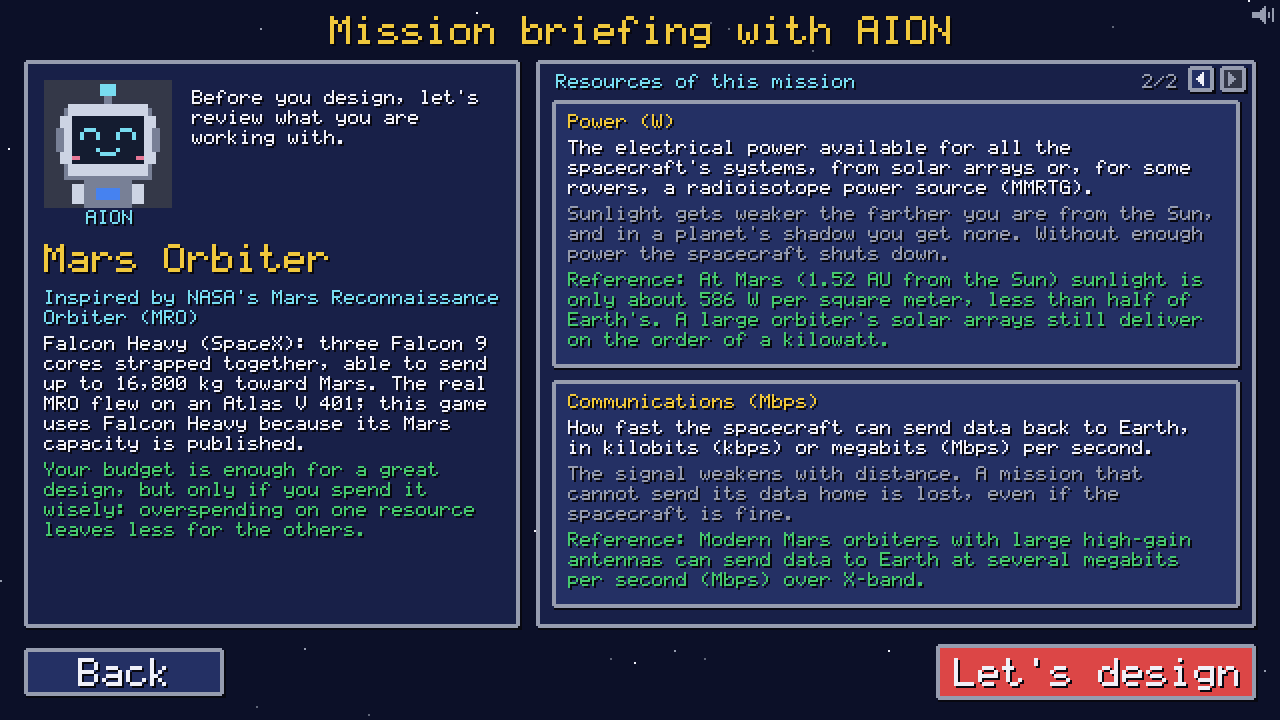 Mission briefing with AION
Before you design, let's
review what you are
working with.
AION
Mars Orbiter
Inspired by NASA's Mars Reconnaissance
Orbiter (MRO)
Falcon Heavy (SpaceX): three Falcon 9
cores strapped together, able to send
up to 16,800 kg toward Mars. The real
MRO flew on an Atlas V 401; this game
uses Falcon Heavy because its Mars
capacity is published.
Your budget is enough for a great
design, but only if you spend it
wisely: overspending on one resource
leaves less for the others.
Resources of this mission
2/2
Power (W)
The electrical power available for all the
spacecraft's systems, from solar arrays or, for some
rovers, a radioisotope power source (MMRTG).
Sunlight gets weaker the farther you are from the Sun,
and in a planet's shadow you get none. Without enough
power the spacecraft shuts down.
Reference: At Mars (1.52 AU from the Sun) sunlight is
only about 586 W per square meter, less than half of
Earth's. A large orbiter's solar arrays still deliver
on the order of a kilowatt.
Communications (Mbps)
How fast the spacecraft can send data back to Earth,
in kilobits (kbps) or megabits (Mbps) per second.
The signal weakens with distance. A mission that
cannot send its data home is lost, even if the
spacecraft is fine.
Reference: Modern Mars orbiters with large high-gain
antennas can send data to Earth at several megabits
per second (Mbps) over X-band.
Back
Let's design